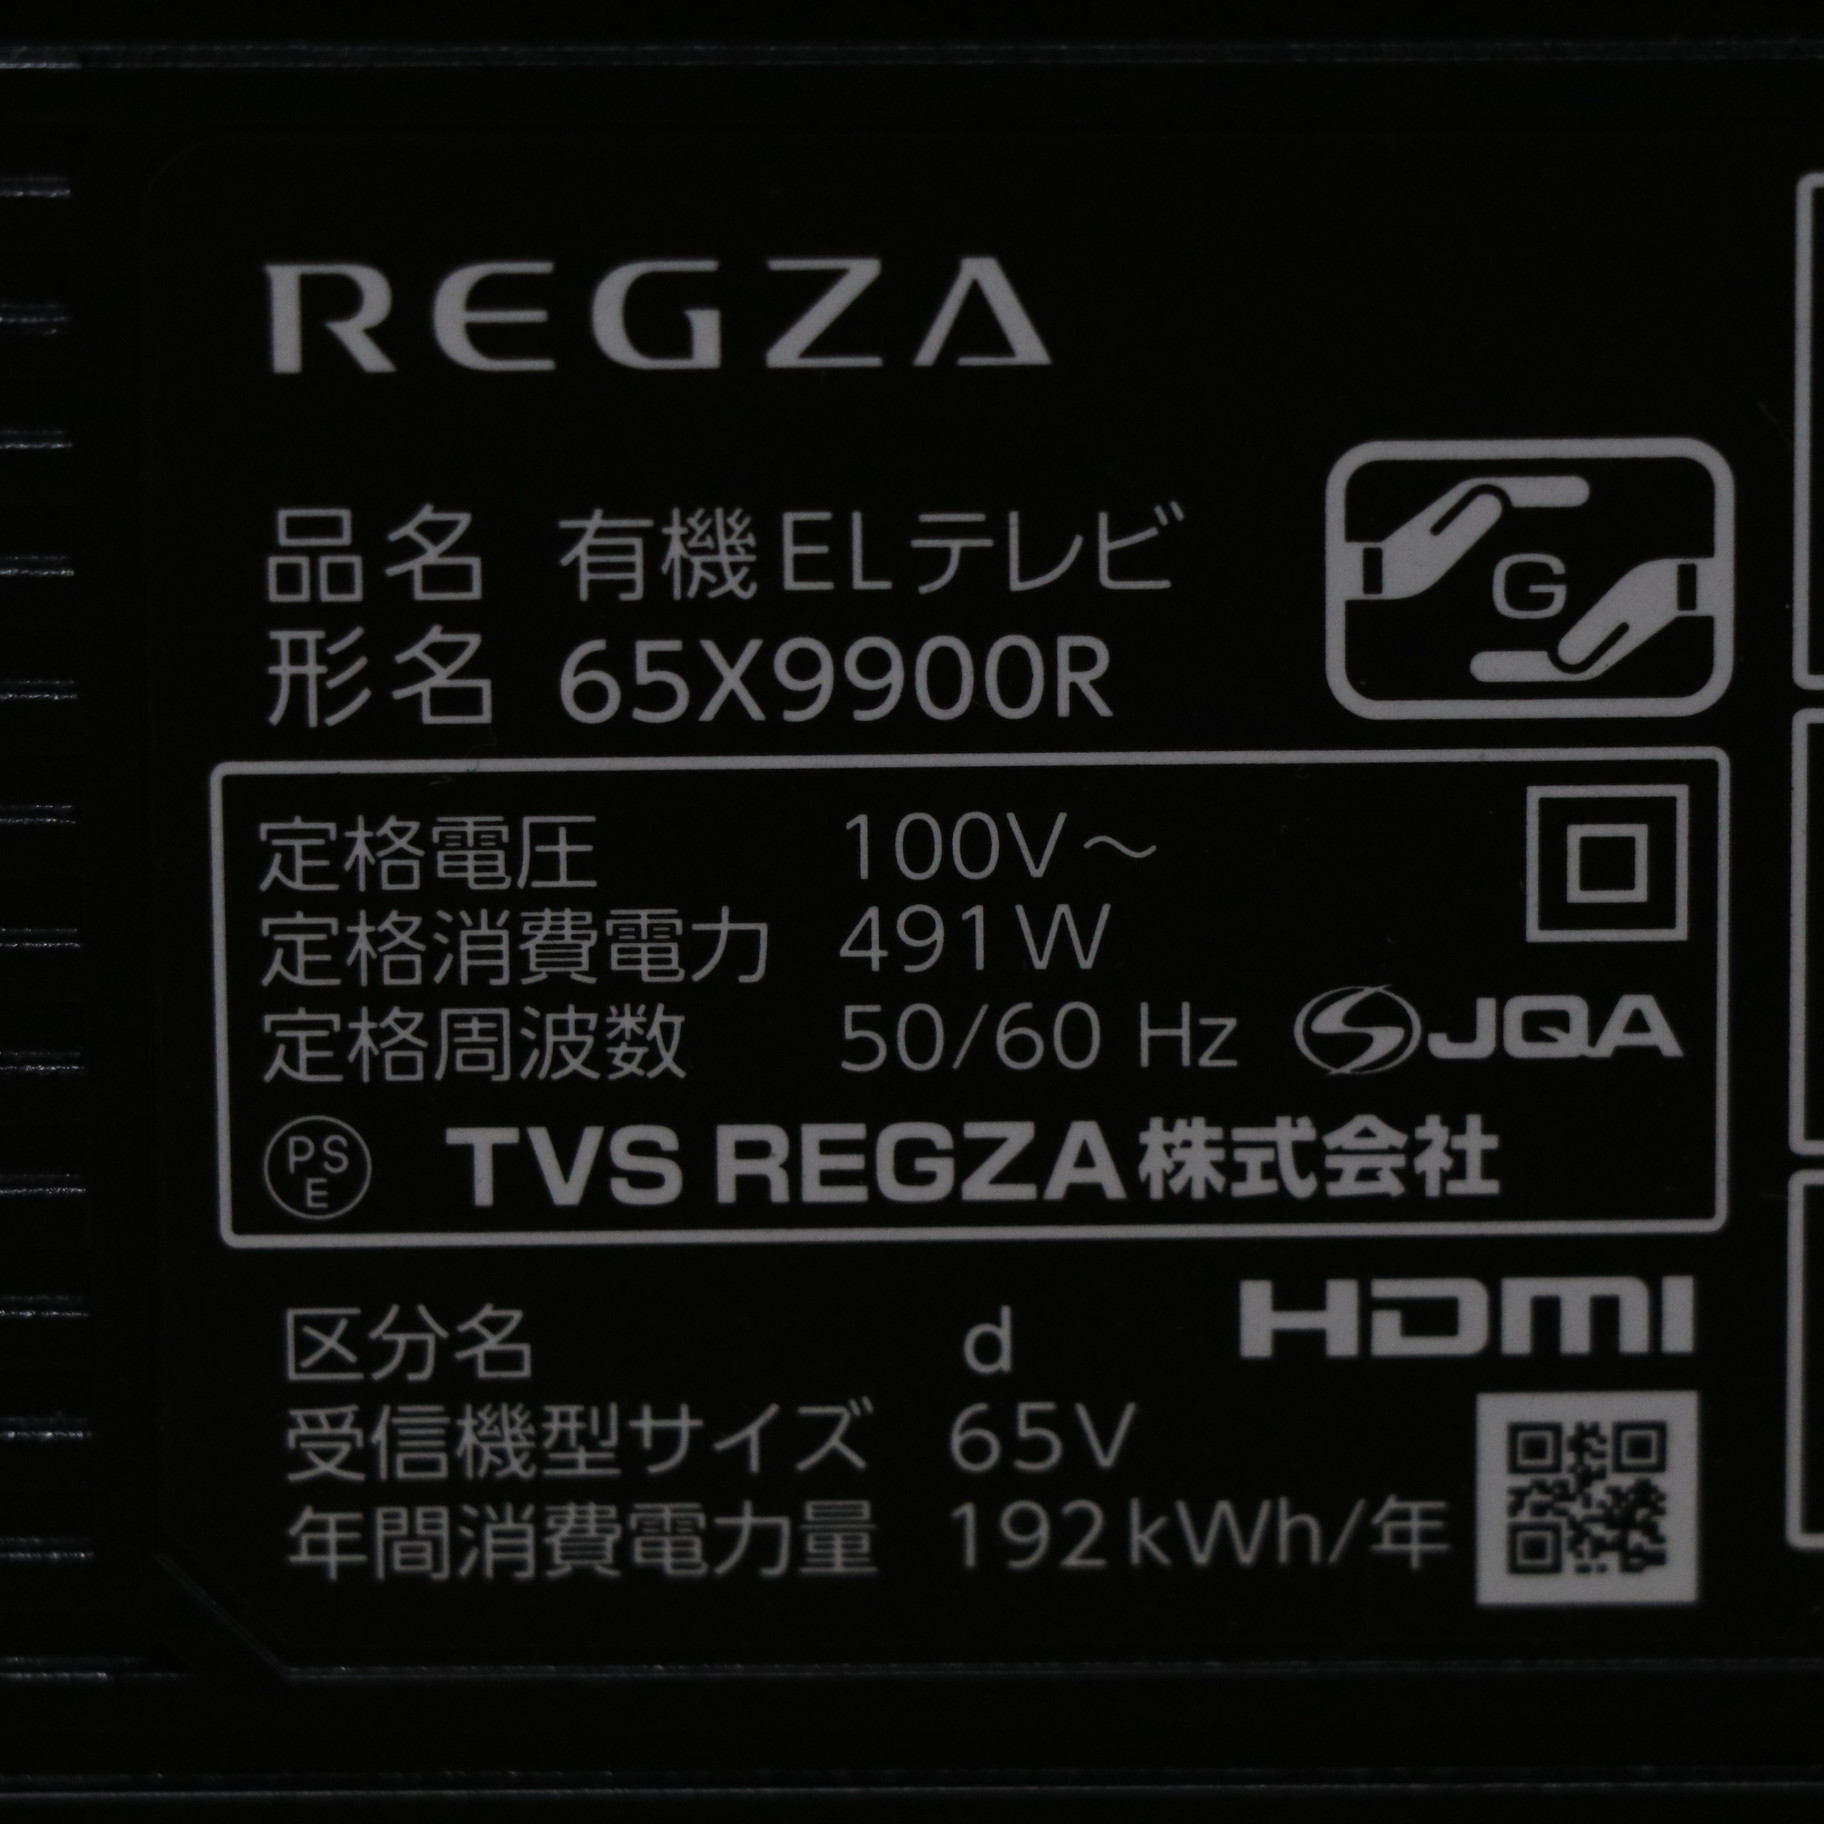 REGZA
品名 有機ELテレビ
形名 65X9900R
G
定格電圧 100V～
定格消費電力 491W
定格周波数 50/60 Hz
JQA
PSE TVS REGZA株式会社
区分名 d
HDMI
受信機型サイズ 65V
年間消費電力量 192kWh/年